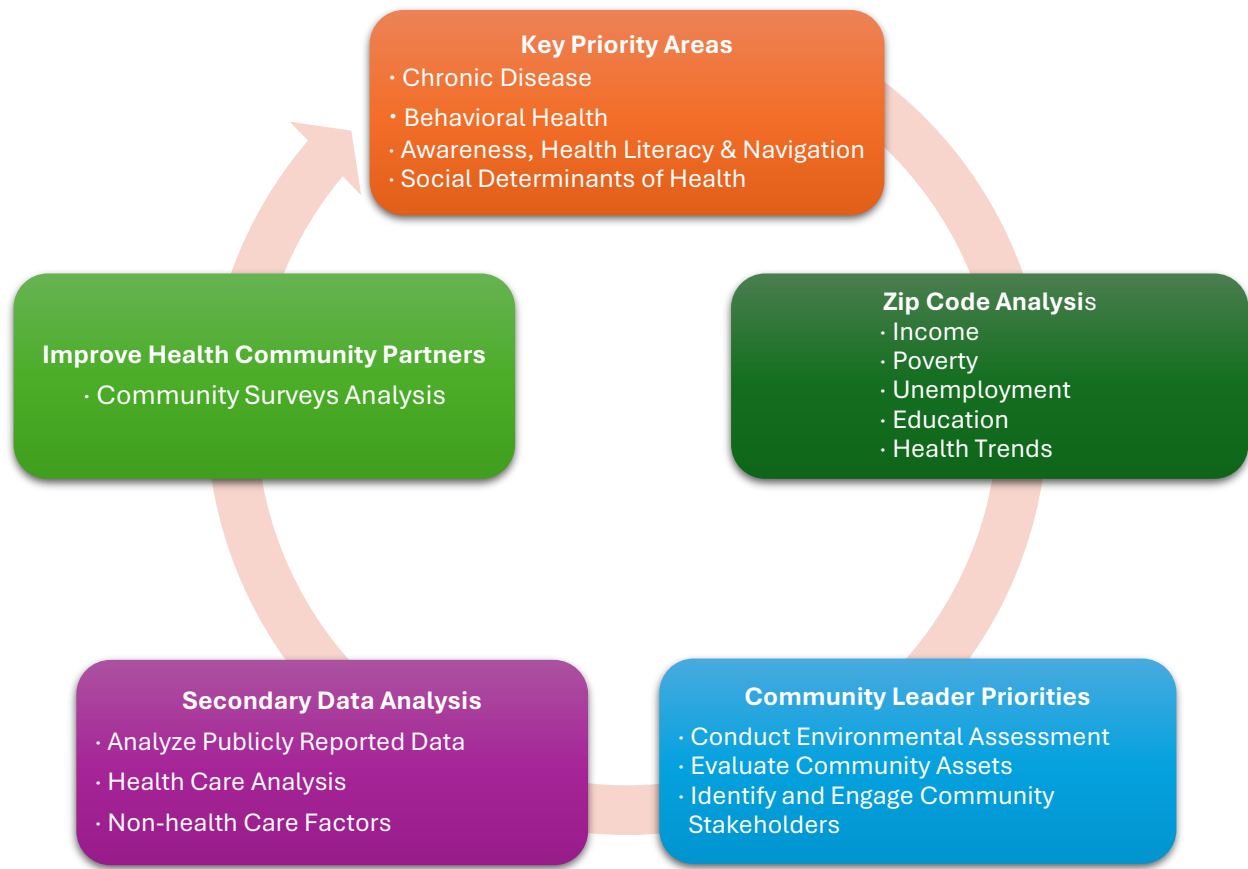 Key Priority Areas
· Chronic Disease
· Behavioral Health
· Awareness, Health Literacy & Navigation
· Social Determinants of Health
Zip Code Analysis
· Income
· Poverty
· Unemployment
· Education
· Health Trends
Community Leader Priorities
· Conduct Environmental Assessment
· Evaluate Community Assets
· Identify and Engage Community
Stakeholders
Secondary Data Analysis
· Analyze Publicly Reported Data
· Health Care Analysis
· Non-health Care Factors
Improve Health Community Partners
· Community Surveys Analysis